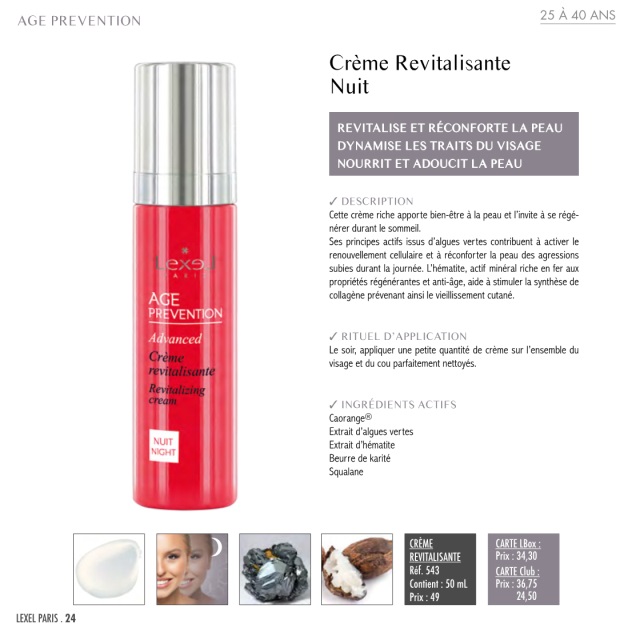 AGE PREVENTION
25 À 40 ANS
Crème Revitalisante
Nuit
REVITALISE ET RÉCONFORTE LA PEAU
DYNAMISE LES TRAITS DU VISAGE
NOURRIT ET ADOUCIT LA PEAU
✓ DESCRIPTION
Cette crème riche apporte bien-être à la peau et l'invite à se régé-
nérer durant le sommeil.
Ses principes actifs issus d'algues vertes contribuent à activer le
renouvellement cellulaire et à réconforter la peau des agressions
subies durant la journée. L'hématite, actif minéral riche en fer aux
propriétés régénérantes et anti-âge, aide à stimuler la synthèse de
collagène prévenant ainsi le vieillissement cutané.
✓ RITUEL D'APPLICATION
Le soir, appliquer une petite quantité de crème sur l'ensemble du
visage et du cou parfaitement nettoyés.
✓ INGRÉDIENTS ACTIFS
Caorange®
Extrait d'algues vertes
Extrait d'hématite
Beurre de karité
Squalane
Lexel
PARIS
AGE
PREVENTION
Advanced
Crème
revitalisante
Revitalizing
cream
NUIT
NIGHT
CRÈME
REVITALISANTE
Réf. 543
Contient : 50 mL
Prix : 49
CARTE LBox :
Prix : 34,30
CARTE Club :
Prix : 36,75
24,50
LEXEL PARIS . 24